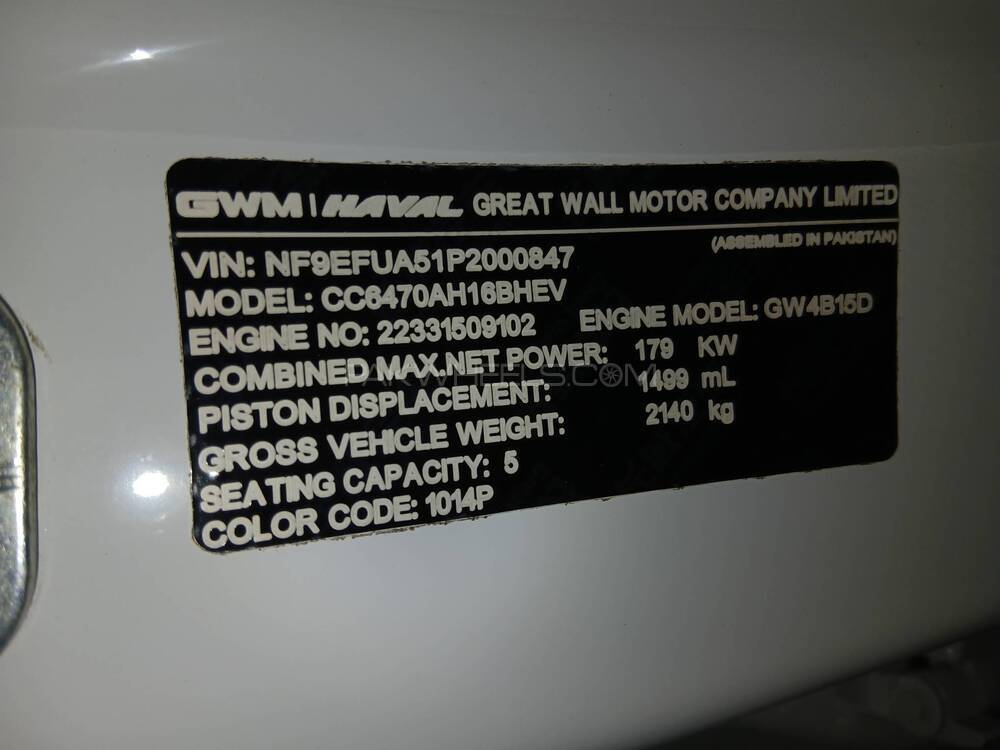 GWM | HAVAL GREAT WALL MOTOR COMPANY LIMITED
(ASSEMBLED IN PAKISTAN)
VIN: NF9EFUA51P2000847
MODEL: CC6470AH16BHEV
ENGINE NO: 22331509102 ENGINE MODEL: GW4B15D
COMBINED MAX.NET POWER: 179 KW
PISTON DISPLACEMENT: 1499 mL
GROSS VEHICLE WEIGHT: 2140 kg
SEATING CAPACITY: 5
COLOR CODE: 1014P
PAKWHEELS.COM